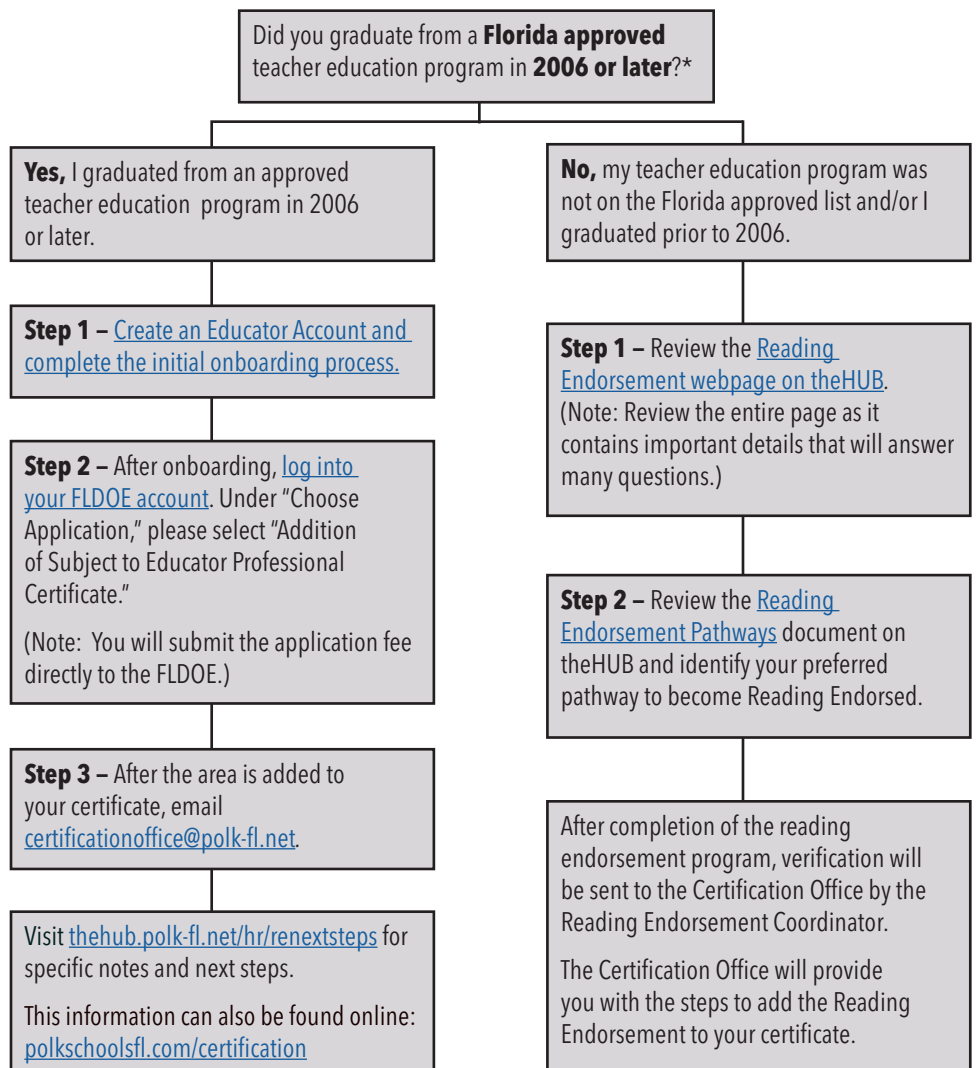 Did you graduate from a Florida approved
teacher education program in 2006 or later?*
Yes, I graduated from an approved
teacher education program in 2006
or later.
Step 1 – Create an Educator Account and
complete the initial onboarding process.
Step 2 – After onboarding, log into
your FLDOE account. Under “Choose
Application,” please select “Addition
of Subject to Educator Professional
Certificate.”
(Note: You will submit the application fee
directly to the FLDOE.)
Step 3 – After the area is added to
your certificate, email
certificationoffice@polk-fl.net.
Visit thehub.polk-fl.net/hr/renextsteps for
specific notes and next steps.
This information can also be found online:
polkschoolsfl.com/certification
No, my teacher education program was
not on the Florida approved list and/or I
graduated prior to 2006.
Step 1 – Review the Reading
Endorsement webpage on theHUB.
(Note: Review the entire page as it
contains important details that will answer
many questions.)
Step 2 – Review the Reading
Endorsement Pathways document on
theHUB and identify your preferred
pathway to become Reading Endorsed.
After completion of the reading
endorsement program, verification will
be sent to the Certification Office by the
Reading Endorsement Coordinator.
The Certification Office will provide
you with the steps to add the Reading
Endorsement to your certificate.